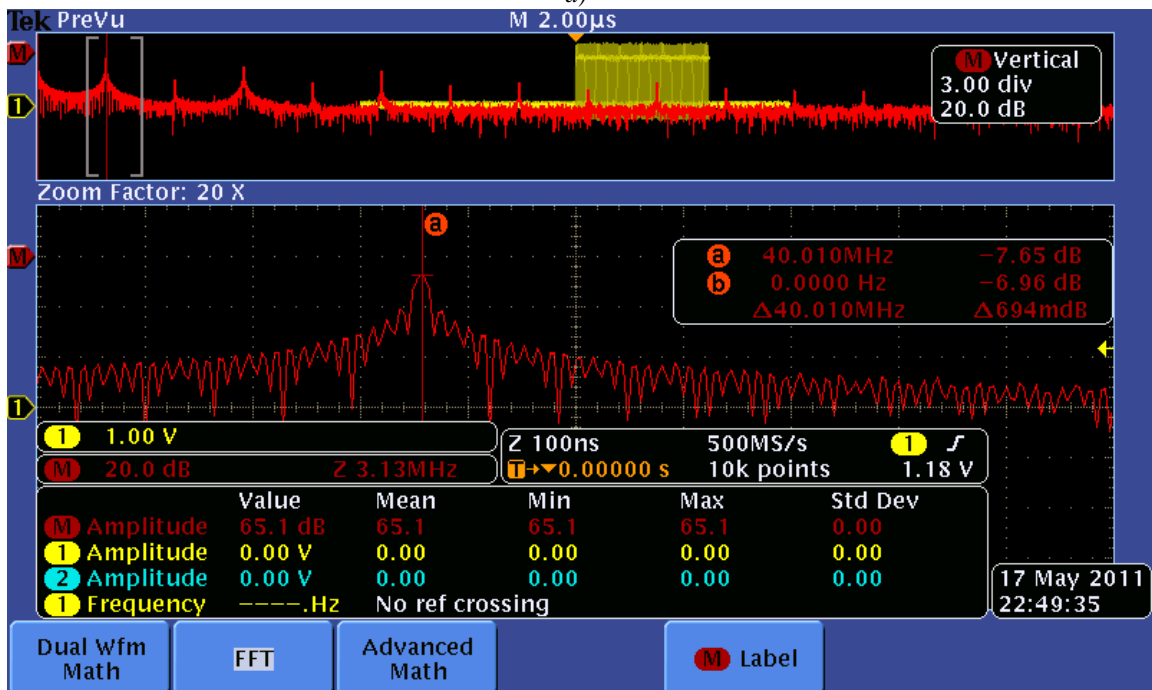 a)
Tek PreVu M 2.00µs
M
M Vertical
3.00 div
20.0 dB
1
Zoom Factor: 20 X
a
M
a 40.010MHz −7.65 dB
b 0.0000 Hz −6.96 dB
Δ40.010MHz Δ694mdB
1
1 1.00 V
M 20.0 dB Z 3.13MHz
Z 100ns 500MS/s 1
T→▼0.00000 s 10k points 1.18 V
Value Mean Min Max Std Dev
M Amplitude 65.1 dB 65.1 65.1 65.1 0.00
1 Amplitude 0.00 V 0.00 0.00 0.00 0.00
2 Amplitude 0.00 V 0.00 0.00 0.00 0.00
1 Frequency −−−−.Hz No ref crossing
17 May 2011
22:49:35
Dual Wfm
Math
FFT
Advanced
Math
M Label